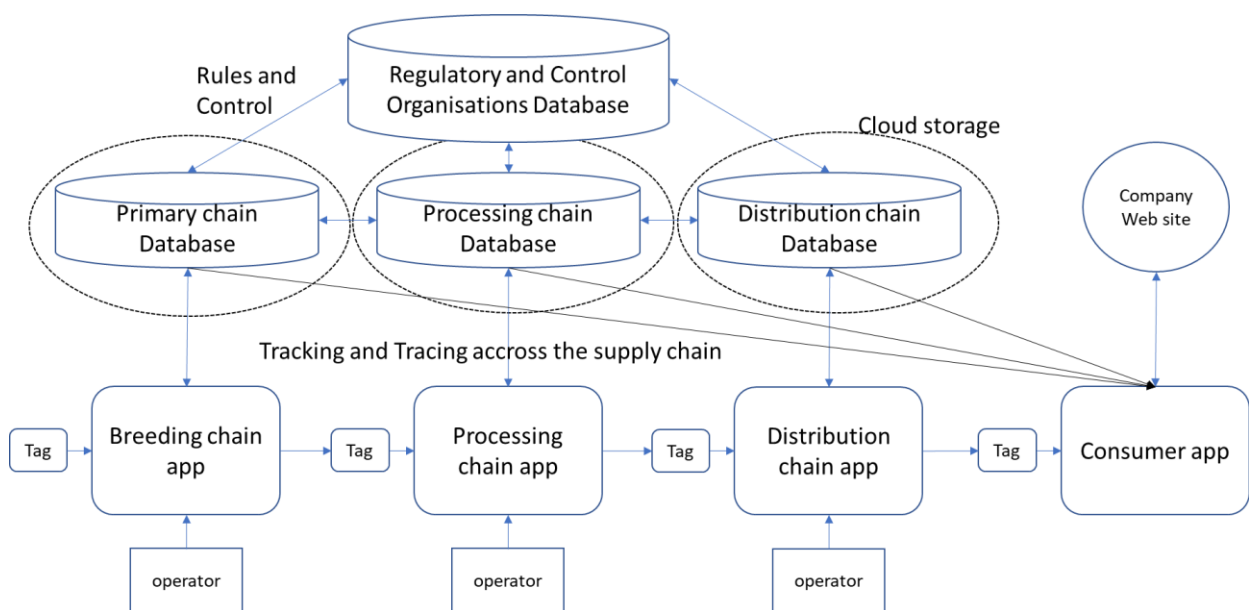 Rules and
Control
Regulatory and Control
Organisations Database
Cloud storage
Primary chain
Database
Processing chain
Database
Distribution chain
Database
Company
Web site
Tracking and Tracing accross the supply chain
Tag
Breeding chain
app
Tag
Processing
chain app
Tag
Distribution
chain app
Tag
Consumer app
operator
operator
operator